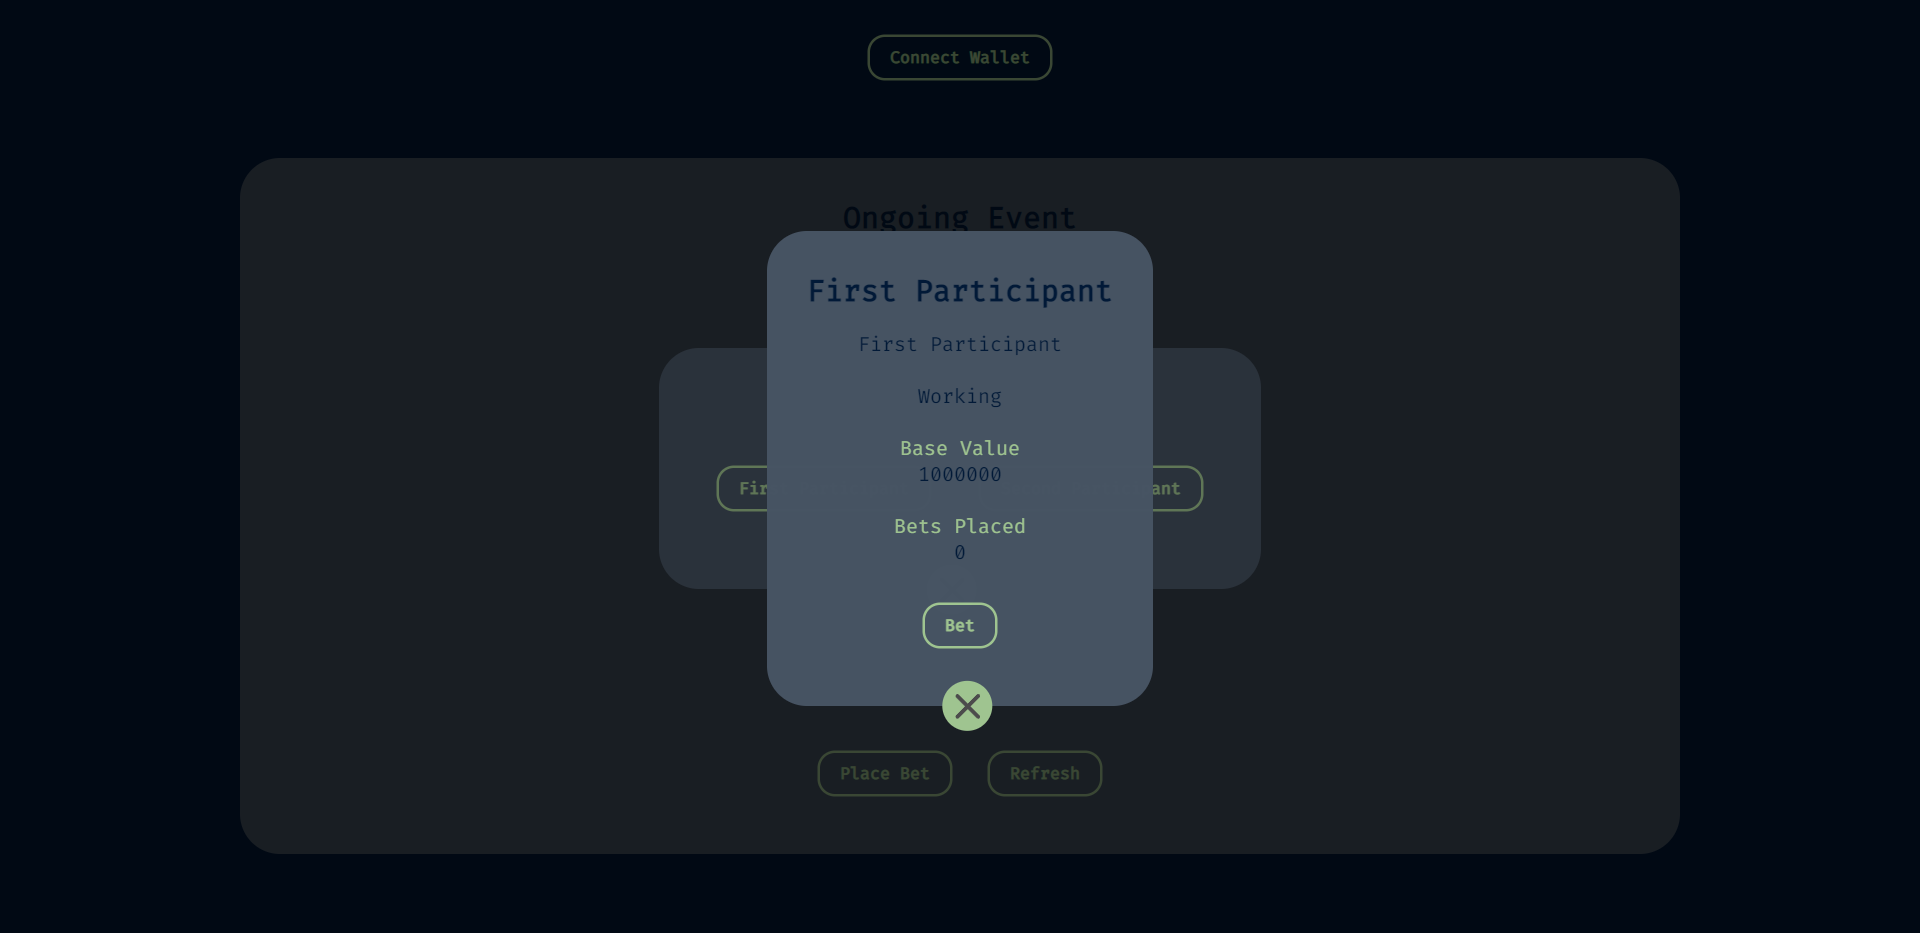 Connect Wallet
Ongoing Event
First Participant
First Participant
Working
Base Value
1000000
Fir
ant
Bets Placed
0
Bet
Place Bet
Refresh